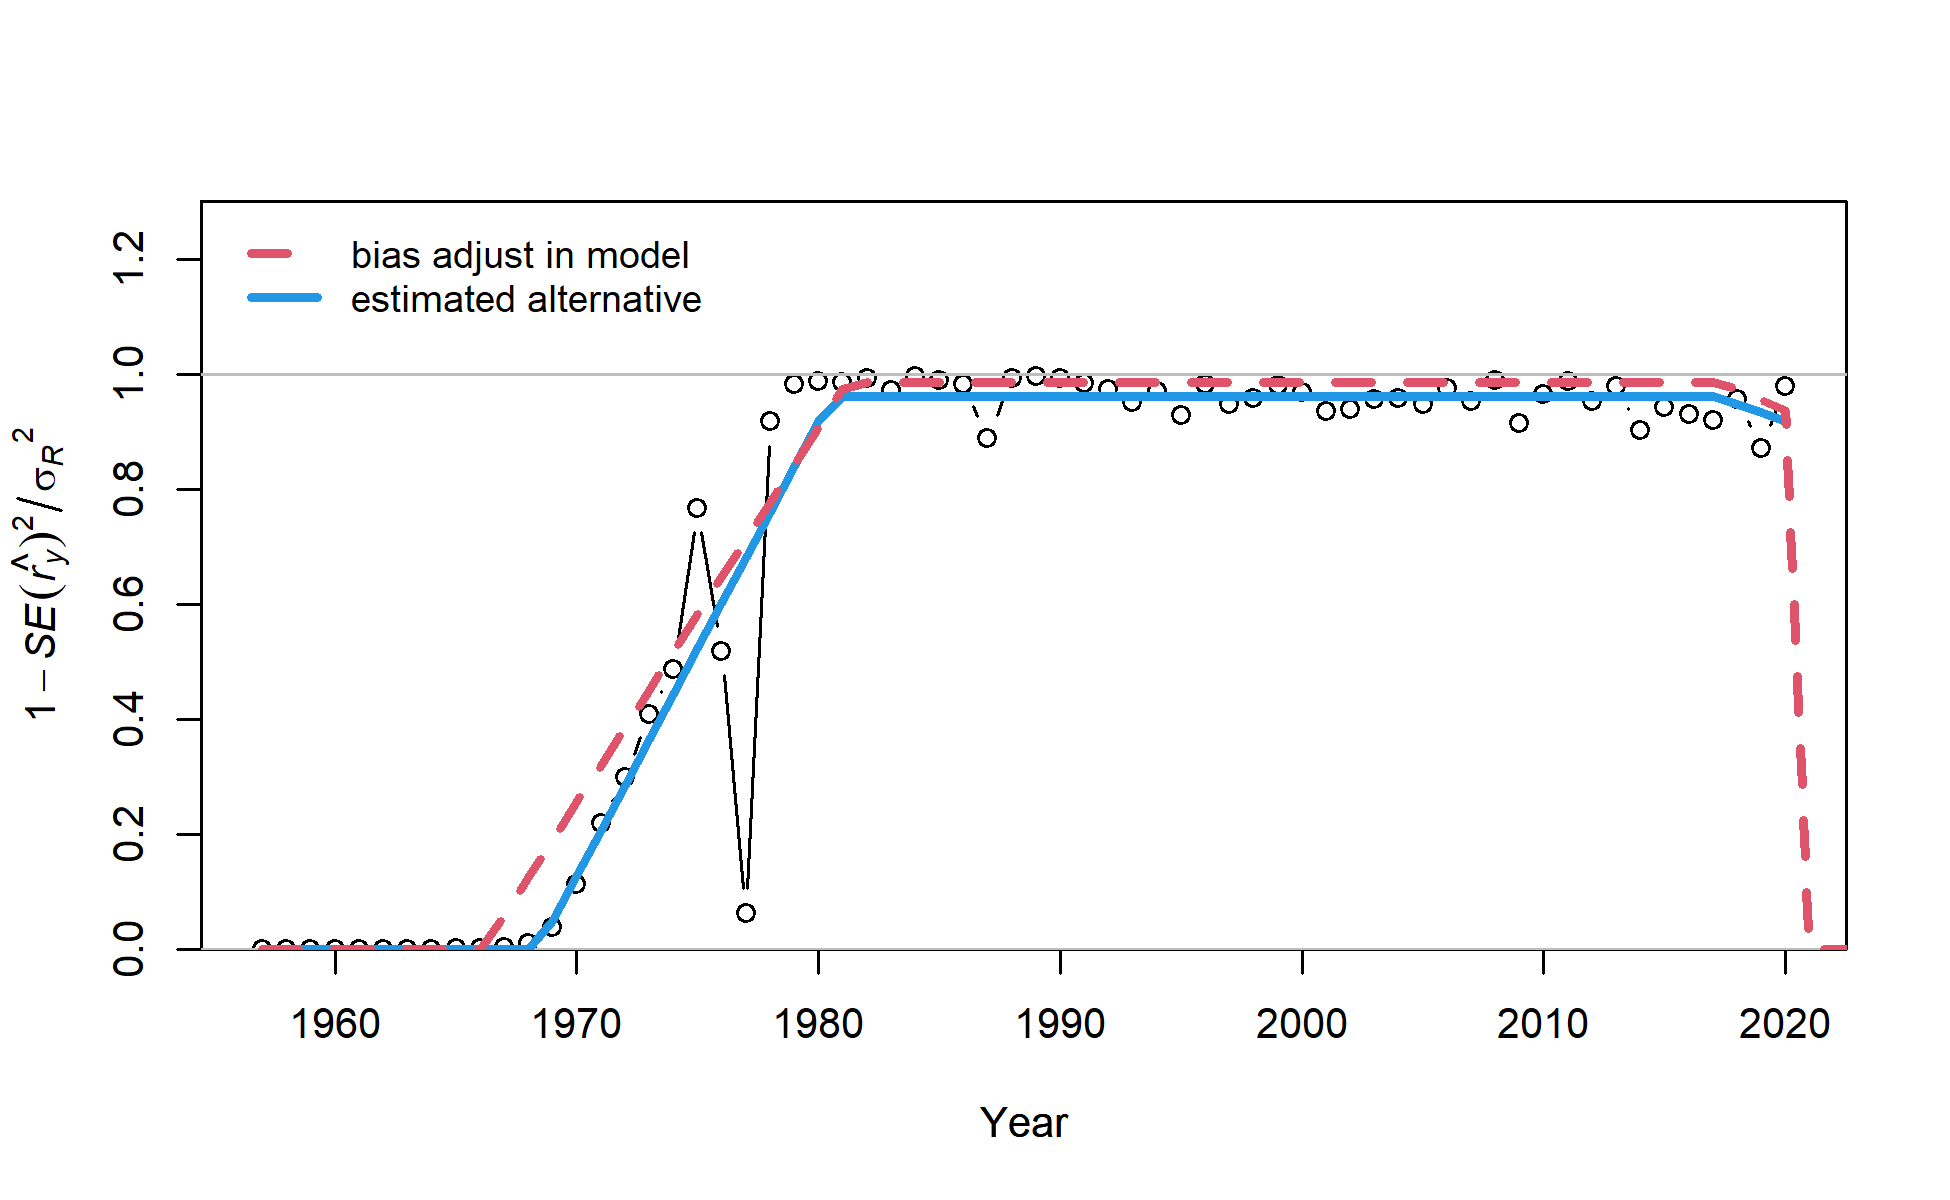 bias adjust in model
estimated alternative
1 − SE(r̂y)² / σR²
1.2
1.0
0.8
0.6
0.4
0.2
0.0
1960 1970 1980 1990 2000 2010 2020
Year